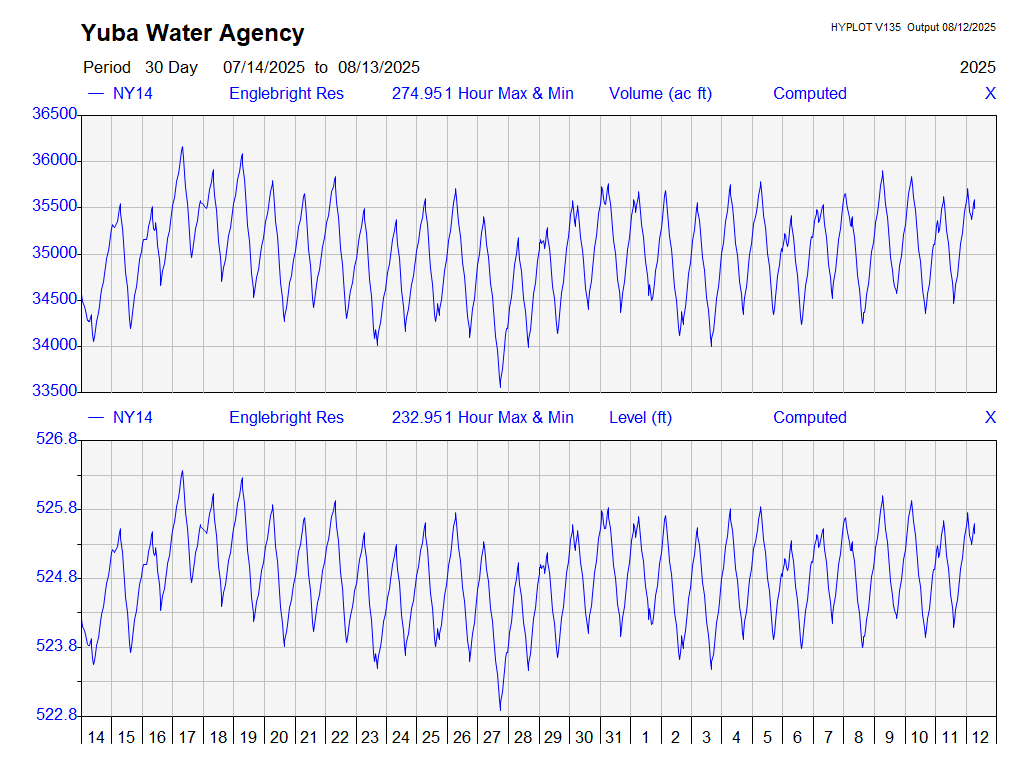 Yuba Water Agency
HYPLOT V135 Output 08/12/2025
Period 30 Day 07/14/2025 to 08/13/2025 2025
— NY14 Englebright Res 274.951 Hour Max & Min Volume (ac ft) Computed X
36500
36000
35500
35000
34500
34000
33500
— NY14 Englebright Res 232.951 Hour Max & Min Level (ft) Computed X
526.8
525.8
524.8
523.8
522.8
14 15 16 17 18 19 20 21 22 23 24 25 26 27 28 29 30 31 1 2 3 4 5 6 7 8 9 10 11 12